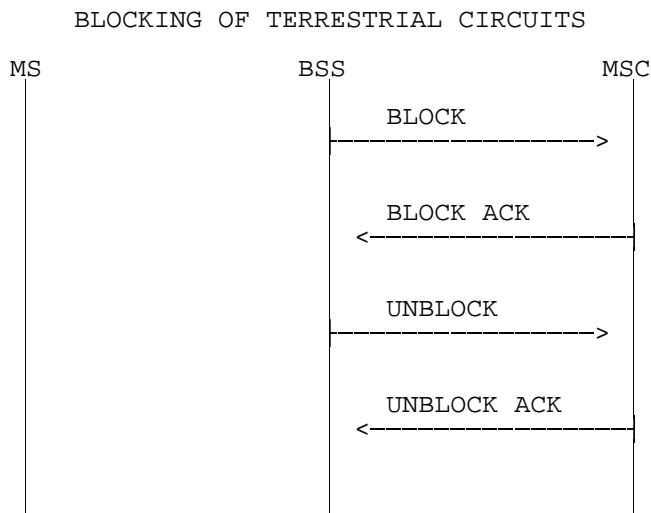 BLOCKING OF TERRESTRIAL CIRCUITS
MS BSS MSC
BLOCK
BLOCK ACK
UNBLOCK
UNBLOCK ACK